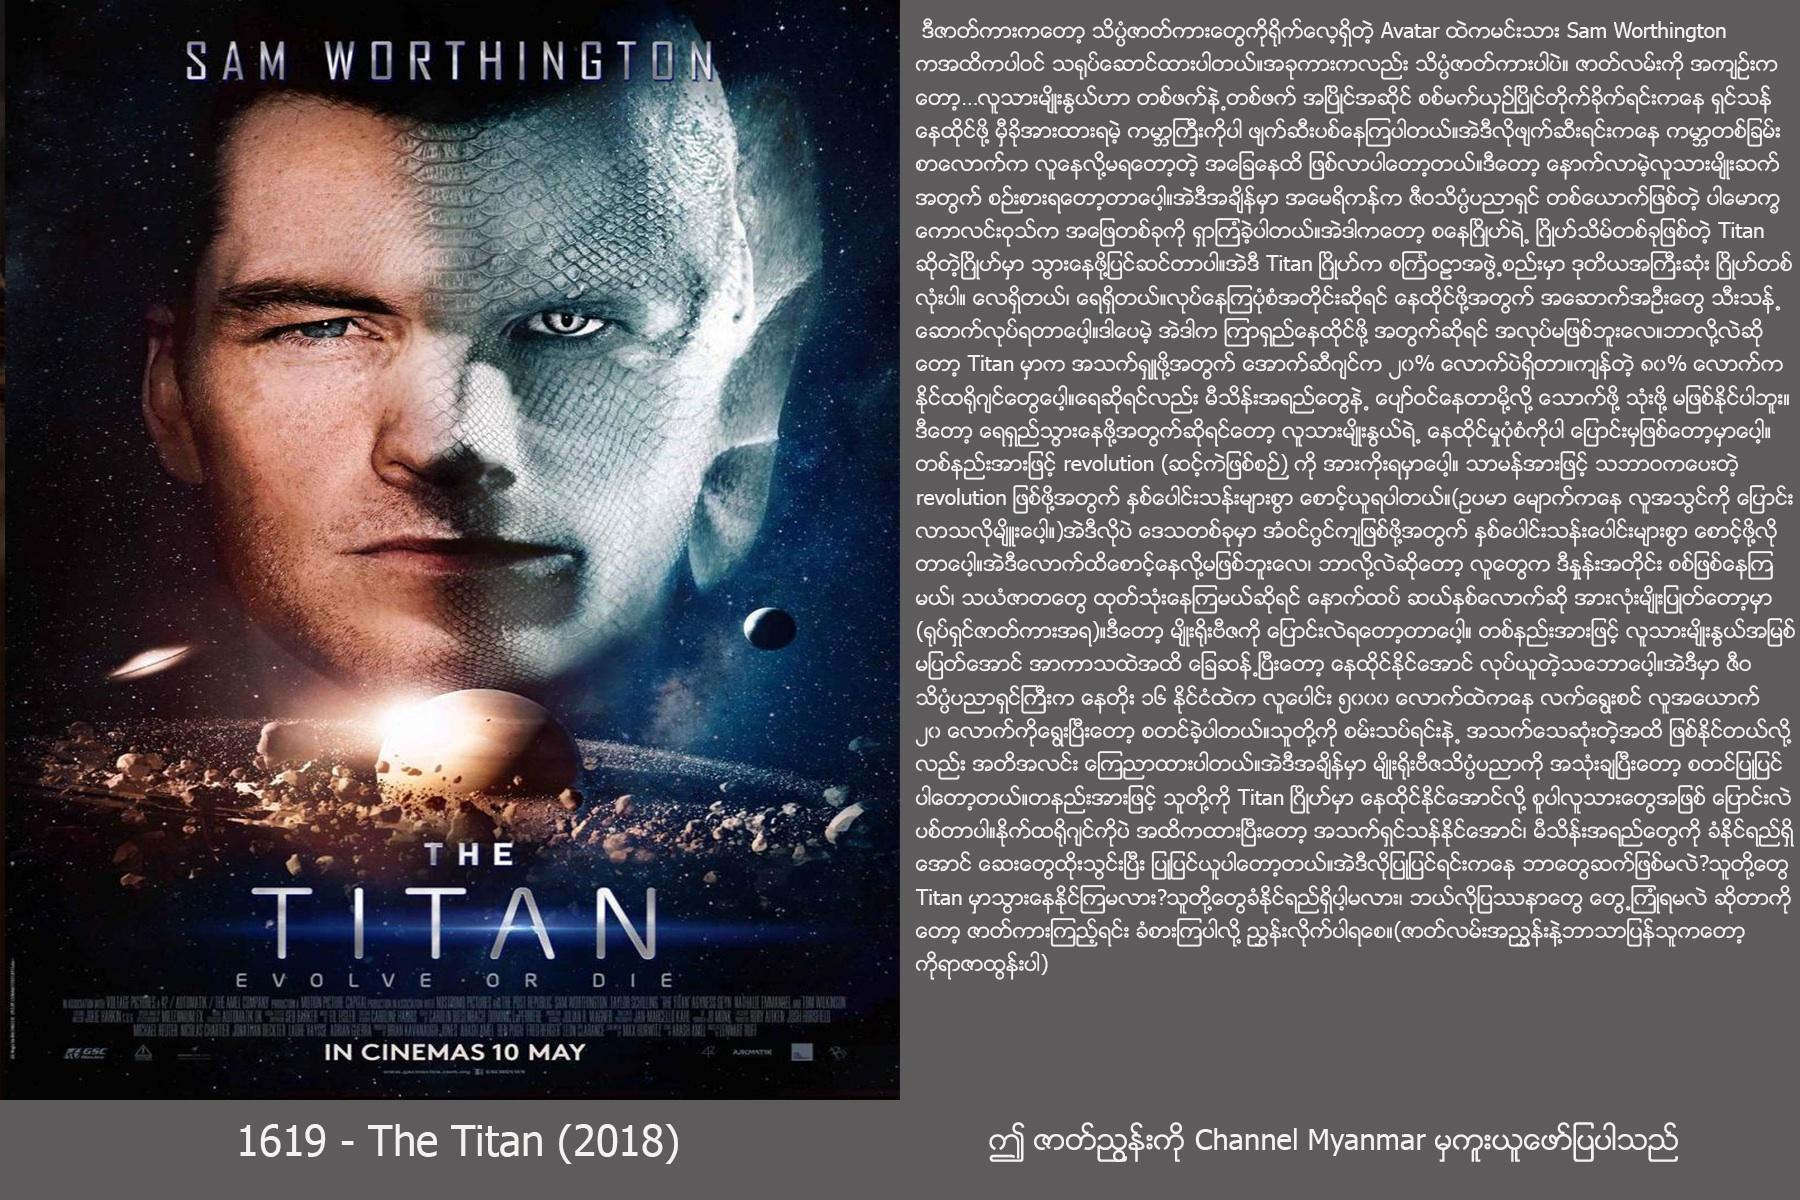 SAM WORTHINGTON
THE
TITAN
EVOLVE OR DIE
IN CINEMAS 10 MAY
1619 - The Titan (2018)
ဒီဇာတ်ကားကတော့ သိပ္ပံဇာတ်ကားတွေကိုရိုက်လေ့ရှိတဲ့ Avatar ထဲကမင်းသား Sam Worthington
ကအထိကပါဝင် သရုပ်ဆောင်ထားပါတယ်။အခုကားကလည်း သိပ္ပံဇာတ်ကားပါပဲ။ ဇာတ်လမ်းကို အကျဉ်းက
တော့...လူသားမျိုးနွယ်ဟာ တစ်ဖက်နဲ့တစ်ဖက် အပြိုင်အဆိုင် စစ်မက်ယှဉ်ပြိုင်တိုက်ခိုက်ရင်းကနေ ရှင်သန်
နေထိုင်ဖို့ မှီခိုအားထားရမဲ့ ကမ္ဘာကြီးကိုပါ ဖျက်ဆီးပစ်နေကြပါတယ်။အဲဒီလိုဖျက်ဆီးရင်းကနေ ကမ္ဘာတစ်ခြမ်း
စာလောက်က လူနေလို့မရတော့တဲ့ အခြေနေထိ ဖြစ်လာပါတော့တယ်။ဒီတော့ နောက်လာမဲ့လူသားမျိုးဆက်
အတွက် စဉ်းစားရတော့တာပေါ့။အဲဒီအချိန်မှာ အမေရိကန်က ဇီဝသိပ္ပံပညာရှင် တစ်ယောက်ဖြစ်တဲ့ ပါမောက္ခ
ကောလင်းဝုသ်က အဖြေတစ်ခုကို ရှာကြံခဲ့ပါတယ်။အဲဒါကတော့ စနေဂြိုဟ်ရဲ့ ဂြိုဟ်သိမ်တစ်ခုဖြစ်တဲ့ Titan
ဆိုတဲ့ဂြိုဟ်မှာ သွားနေဖို့ပြင်ဆင်တာပါ။အဲဒီ Titan ဂြိုဟ်က စင်္ကြာဝဠာအဖွဲ့စည်းမှာ ဒုတိယအကြီးဆုံး ဂြိုဟ်တစ်
လုံးပါ။ လေရှိတယ်၊ ရေရှိတယ်။လုပ်နေကြပုံစံအတိုင်းဆိုရင် နေထိုင်ဖို့အတွက် အဆောက်အဦးတွေ သီးသန့်
ဆောက်လုပ်ရတာပေါ့။ဒါပေမဲ့ အဲဒါက ကြာရှည်နေထိုင်ဖို့ အတွက်ဆိုရင် အလုပ်မဖြစ်ဘူးလေ။ဘာလို့လဲဆို
တော့ Titan မှာက အသက်ရှူဖို့အတွက် အောက်ဆီဂျင်က ၂၀% လောက်ပဲရှိတာ။ကျန်တဲ့ ၈၀% လောက်က
နိုင်ထရိုဂျင်တွေပေါ့။ရေဆိုရင်လည်း မီသိန်းအရည်တွေနဲ့ ပျော်ဝင်နေတာမို့လို့ သောက်ဖို့ သုံးဖို့ မဖြစ်နိုင်ပါဘူး။
ဒီတော့ ရေရှည်သွားနေဖို့အတွက်ဆိုရင်တော့ လူသားမျိုးနွယ်ရဲ့ နေထိုင်မှုပုံစံကိုပါ ပြောင်းမှဖြစ်တော့မှာပေါ့။
တစ်နည်းအားဖြင့် revolution (ဆင့်ကဲဖြစ်စဉ်) ကို အားကိုးရမှာပေါ့။ သာမန်အားဖြင့် သဘာဝကပေးတဲ့
revolution ဖြစ်ဖို့အတွက် နှစ်ပေါင်းသန်းများစွာ စောင့်ယူရပါတယ်။(ဥပမာ မျောက်ကနေ လူအသွင်ကို ပြောင်း
လာသလိုမျိူးပေါ့။)အဲဒီလိုပဲ ဒေသတစ်ခုမှာ အံဝင်ဂွင်ကျဖြစ်ဖို့အတွက် နှစ်ပေါင်းသန်းပေါင်းများစွာ စောင့်ဖို့လို
တာပေါ့။အဲဒီလောက်ထိစောင့်နေလို့မဖြစ်ဘူးလေ၊ ဘာလို့လဲဆိုတော့ လူတွေက ဒီနှုန်းအတိုင်း စစ်ဖြစ်နေကြ
မယ်၊ သယံဇာတတွေ ထုတ်သုံးနေကြမယ်ဆိုရင် နောက်ထပ် ဆယ်နှစ်လောက်ဆို အားလုံးမျိုးပြုတ်တော့မှာ
(ရုပ်ရှင်ဇာတ်ကားအရ)။ဒီတော့ မျိုးရိုးဗီဇကို ပြောင်းလဲရတော့တာပေါ့။ တစ်နည်းအားဖြင့် လူသားမျိုးနွယ်အမြစ်
မပြတ်အောင် အာကာသထဲအထိ ခြေဆန့်ပြီးတော့ နေထိုင်နိုင်အောင် လုပ်ယူတဲ့သဘောပေါ့။အဲဒီမှာ ဇီဝ
သိပ္ပံပညာရှင်ကြီးက နေတိုး ၁၆ နိုင်ငံထဲက လူပေါင်း ၅၀၀၀ လောက်ထဲကနေ လက်ရွေးစင် လူအယောက်
၂၀ လောက်ကိုရွေးပြီးတော့ စတင်ခဲ့ပါတယ်။သူတို့ကို စမ်းသပ်ရင်းနဲ့ အသက်သေဆုံးတဲ့အထိ ဖြစ်နိုင်တယ်လို့
လည်း အတိအလင်း ကြေညာထားပါတယ်။အဲဒီအချိန်မှာ မျိုးရိုးဗီဇသိပ္ပံပညာကို အသုံးချပြီးတော့ စတင်ပြုပြင်
ပါတော့တယ်။တနည်းအားဖြင့် သူတို့ကို Titan ဂြိုဟ်မှာ နေထိုင်နိုင်အောင်လို့ စူပါလူသားတွေအဖြစ် ပြောင်းလဲ
ပစ်တာပါ။နိုက်ထရိုဂျင်ကိုပဲ အထိကထားပြီးတော့ အသက်ရှင်သန်နိုင်အောင်၊ မီသိန်းအရည်တွေကို ခံနိုင်ရည်ရှိ
အောင် ဆေးတွေထိုးသွင်းပြီး ပြုပြင်ယူပါတော့တယ်။အဲဒီလိုပြုပြင်ရင်းကနေ ဘာတွေဆက်ဖြစ်မလဲ?သူတို့တွေ
Titan မှာသွားနေနိုင်ကြမလား?သူတို့တွေခံနိုင်ရည်ရှိပါ့မလား၊ ဘယ်လိုပြဿနာတွေ တွေ့ကြုံရမလဲ ဆိုတာကို
တော့ ဇာတ်ကားကြည့်ရင်း ခံစားကြပါလို့ ညွှန်းလိုက်ပါရစေ။(ဇာတ်လမ်းအညွှန်းနဲ့ဘာသာပြန်သူကတော့
ကိုရာဇာထွန်းပါ)
ဤ ဇာတ်ညွှန်းကို Channel Myanmar မှကူးယူဖော်ပြပါသည်